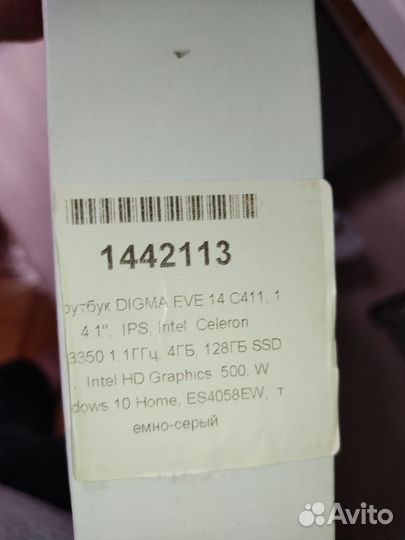 1442113
оутбук DIGMA EVE 14 C411, 1
4.1", IPS, Intel Celeron
3350 1.1ГГц, 4ГБ, 128ГБ SSD
Intel HD Graphics 500, W
dows 10 Home, ES4058EW, т
емно-серый
Avito